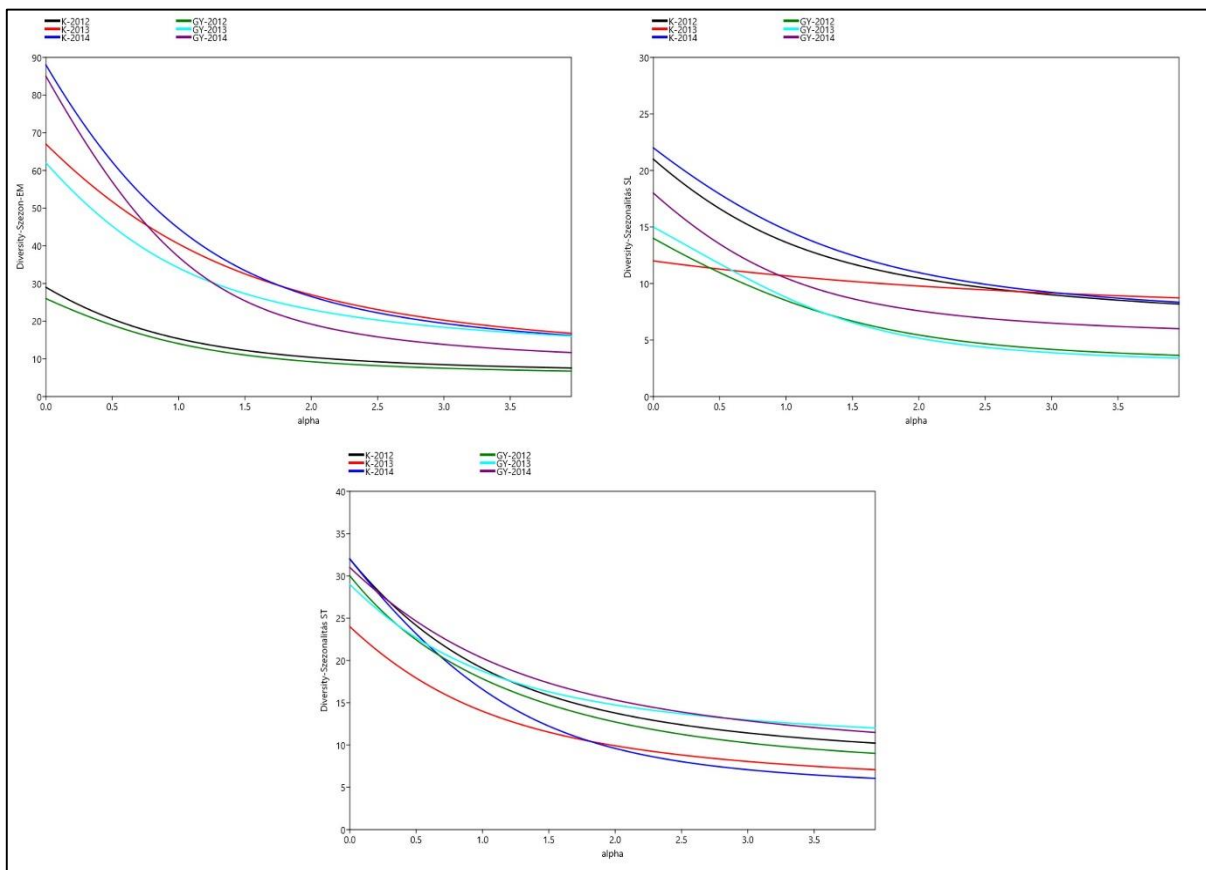 K-2012 GY-2012
K-2013 GY-2013
K-2014 GY-2014
90
80
70
60
50
40
30
20
10
0
Diversity-Szezon-EM
0.0 0.5 1.0 1.5 2.0 2.5 3.0 3.5
alpha
K-2012 GY-2012
K-2013 GY-2013
K-2014 GY-2014
30
25
20
15
10
5
0
Diversity-Szezonalitás SL
0.0 0.5 1.0 1.5 2.0 2.5 3.0 3.5
alpha
K-2012 GY-2012
K-2013 GY-2013
K-2014 GY-2014
40
35
30
25
20
15
10
5
0
Diversity-Szezonalitás ST
0.0 0.5 1.0 1.5 2.0 2.5 3.0 3.5
alpha